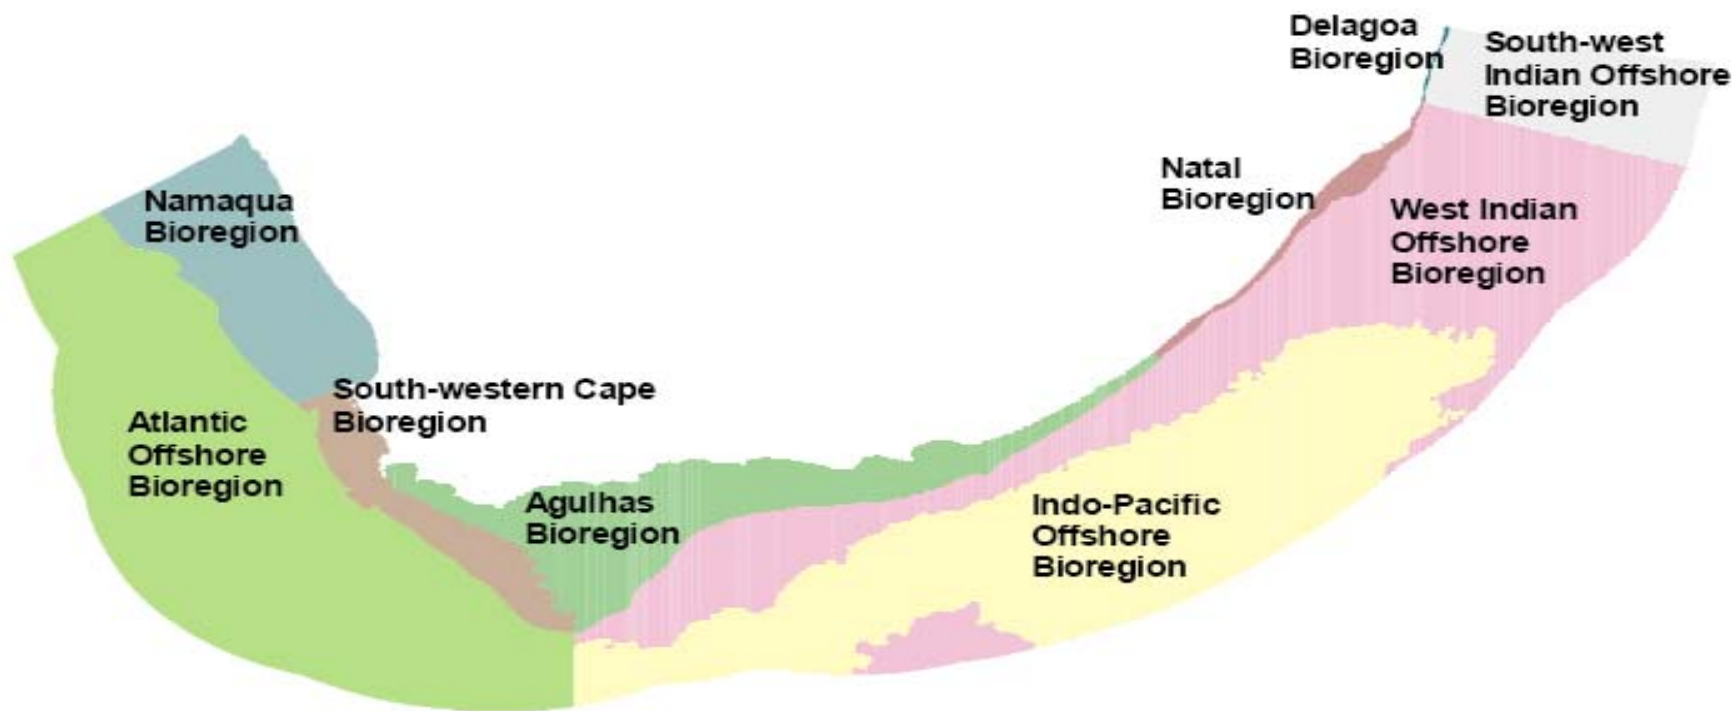 Delagoa
Bioregion
South-west
Indian Offshore
Bioregion
Natal
Bioregion
Namaqua
Bioregion
West Indian
Offshore
Bioregion
South-western Cape
Bioregion
Atlantic
Offshore
Bioregion
Agulhas
Bioregion
Indo-Pacific
Offshore
Bioregion